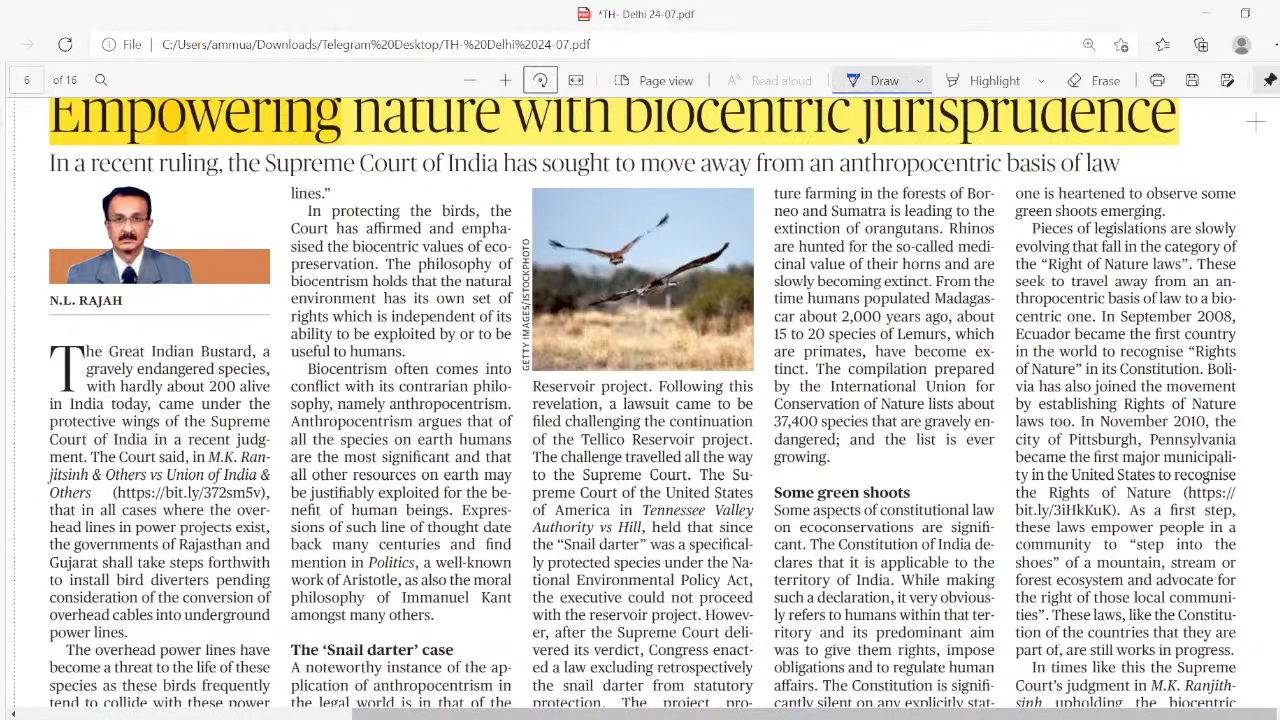 *TH- Delhi 24-07.pdf
File
C:/Users/ammua/Downloads/Telegram%20Desktop/TH-%20Delhi%2024-07.pdf
6 of 16
Page view
Read aloud
Draw
Highlight
Erase
Empowering nature with biocentric jurisprudence
In a recent ruling, the Supreme Court of India has sought to move away from an anthropocentric basis of law
N.L. RAJAH
The Great Indian Bustard, a
gravely endangered species,
with hardly about 200 alive
in India today, came under the
protective wings of the Supreme
Court of India in a recent judg-
ment. The Court said, in M.K. Ran-
jitsinh & Others vs Union of India &
Others (https://bit.ly/372sm5v),
that in all cases where the over-
head lines in power projects exist,
the governments of Rajasthan and
Gujarat shall take steps forthwith
to install bird diverters pending
consideration of the conversion of
overhead cables into underground
power lines.
The overhead power lines have
become a threat to the life of these
species as these birds frequently
tend to collide with these power
lines.”
In protecting the birds, the
Court has affirmed and empha-
sised the biocentric values of eco-
preservation. The philosophy of
biocentrism holds that the natural
environment has its own set of
rights which is independent of its
ability to be exploited by or to be
useful to humans.
Biocentrism often comes into
conflict with its contrarian philo-
sophy, namely anthropocentrism.
Anthropocentrism argues that of
all the species on earth humans
are the most significant and that
all other resources on earth may
be justifiably exploited for the be-
nefit of human beings. Expres-
sions of such line of thought date
back many centuries and find
mention in Politics, a well-known
work of Aristotle, as also the moral
philosophy of Immanuel Kant
amongst many others.
The ‘Snail darter’ case
A noteworthy instance of the ap-
plication of anthropocentrism in
the legal world is in that of the
GETTY IMAGES/ISTOCKPHOTO
Reservoir project. Following this
revelation, a lawsuit came to be
filed challenging the continuation
of the Tellico Reservoir project.
The challenge travelled all the way
to the Supreme Court. The Su-
preme Court of the United States
of America in Tennessee Valley
Authority vs Hill, held that since
the “Snail darter” was a specifical-
ly protected species under the Na-
tional Environmental Policy Act,
the executive could not proceed
with the reservoir project. Howev-
er, after the Supreme Court deli-
vered its verdict, Congress enact-
ed a law excluding retrospectively
the snail darter from statutory
protection. The project pro-
ture farming in the forests of Bor-
neo and Sumatra is leading to the
extinction of orangutans. Rhinos
are hunted for the so-called medi-
cinal value of their horns and are
slowly becoming extinct. From the
time humans populated Madagas-
car about 2,000 years ago, about
15 to 20 species of Lemurs, which
are primates, have become ex-
tinct. The compilation prepared
by the International Union for
Conservation of Nature lists about
37,400 species that are gravely en-
dangered; and the list is ever
growing.
Some green shoots
Some aspects of constitutional law
on ecoconservations are signifi-
cant. The Constitution of India de-
clares that it is applicable to the
territory of India. While making
such a declaration, it very obvious-
ly refers to humans within that ter-
ritory and its predominant aim
was to give them rights, impose
obligations and to regulate human
affairs. The Constitution is signifi-
cantly silent on any explicitly stat-
one is heartened to observe some
green shoots emerging.
Pieces of legislations are slowly
evolving that fall in the category of
the “Right of Nature laws”. These
seek to travel away from an an-
thropocentric basis of law to a bio-
centric one. In September 2008,
Ecuador became the first country
in the world to recognise “Rights
of Nature” in its Constitution. Boli-
via has also joined the movement
by establishing Rights of Nature
laws too. In November 2010, the
city of Pittsburgh, Pennsylvania
became the first major municipali-
ty in the United States to recognise
the Rights of Nature (https://
bit.ly/3iHkKuK). As a first step,
these laws empower people in a
community to “step into the
shoes” of a mountain, stream or
forest ecosystem and advocate for
the right of those local communi-
ties”. These laws, like the Constitu-
tion of the countries that they are
part of, are still works in progress.
In times like this the Supreme
Court’s judgment in M.K. Ranjith-
sinh upholding the biocentric